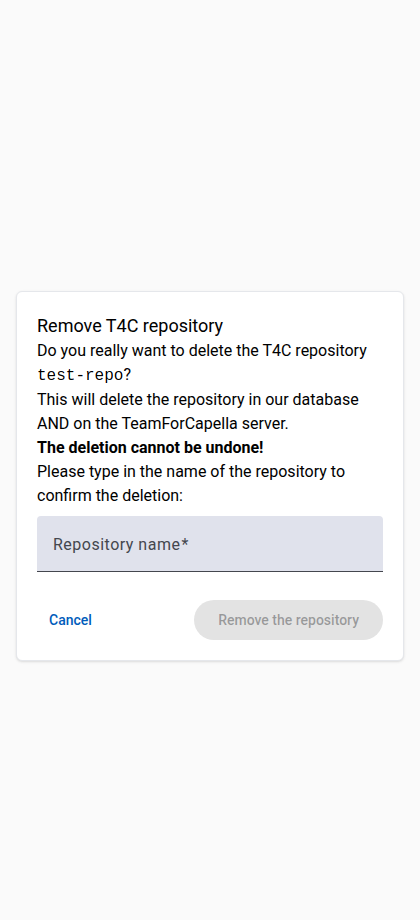 Remove T4C repository
Do you really want to delete the T4C repository
test-repo?
This will delete the repository in our database
AND on the TeamForCapella server.
The deletion cannot be undone!
Please type in the name of the repository to
confirm the deletion:
Repository name*
Cancel
Remove the repository